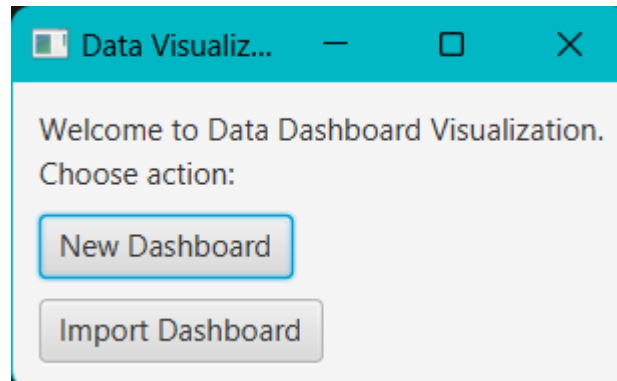 Data Visualiz...
Welcome to Data Dashboard Visualization.
Choose action:
New Dashboard
Import Dashboard